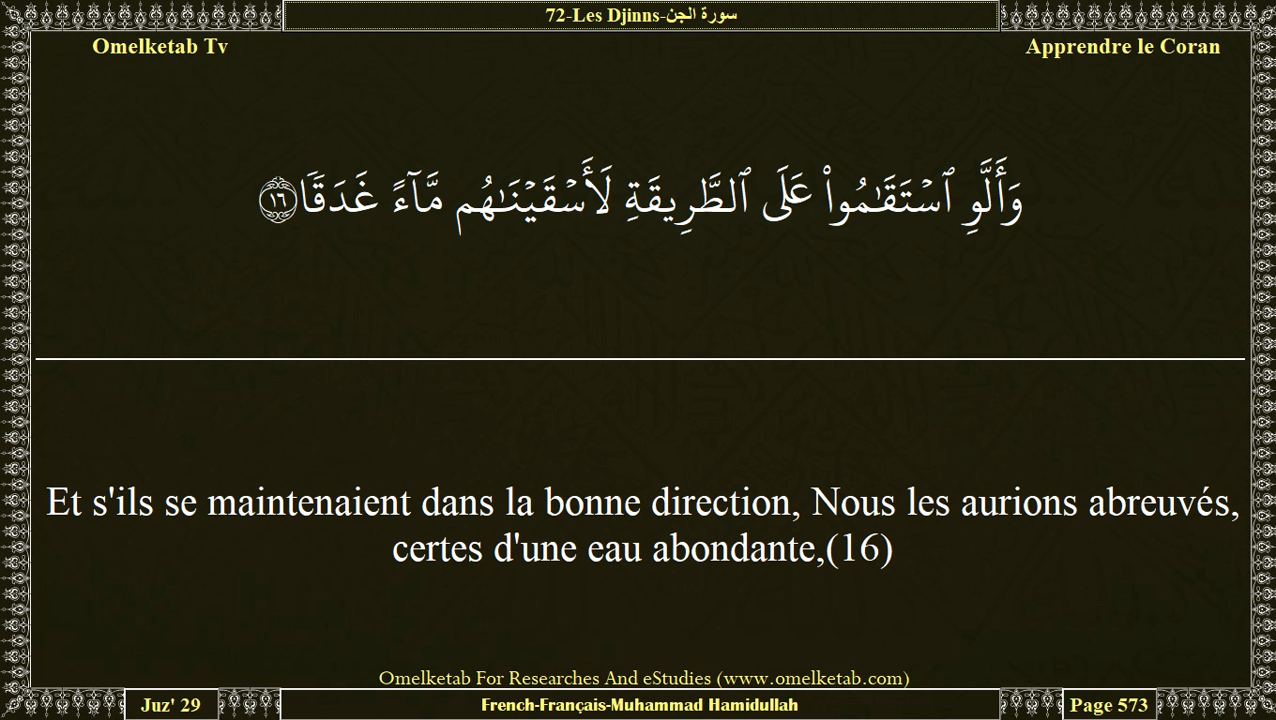 72-Les Djinns-سورة الجن
Omelketab Tv
Apprendre le Coran
وَأَلَّوِ ٱسۡتَقَٰمُواْ عَلَى ٱلطَّرِيقَةِ لَأَسۡقَيۡنَٰهُم مَّآءً غَدَقٗا ١٦
Et s'ils se maintenaient dans la bonne direction, Nous les aurions abreuvés,
certes d'une eau abondante,(16)
Omelketab For Researches And eStudies (www.omelketab.com)
Juz' 29
French-Français-Muhammad Hamidullah
Page 573